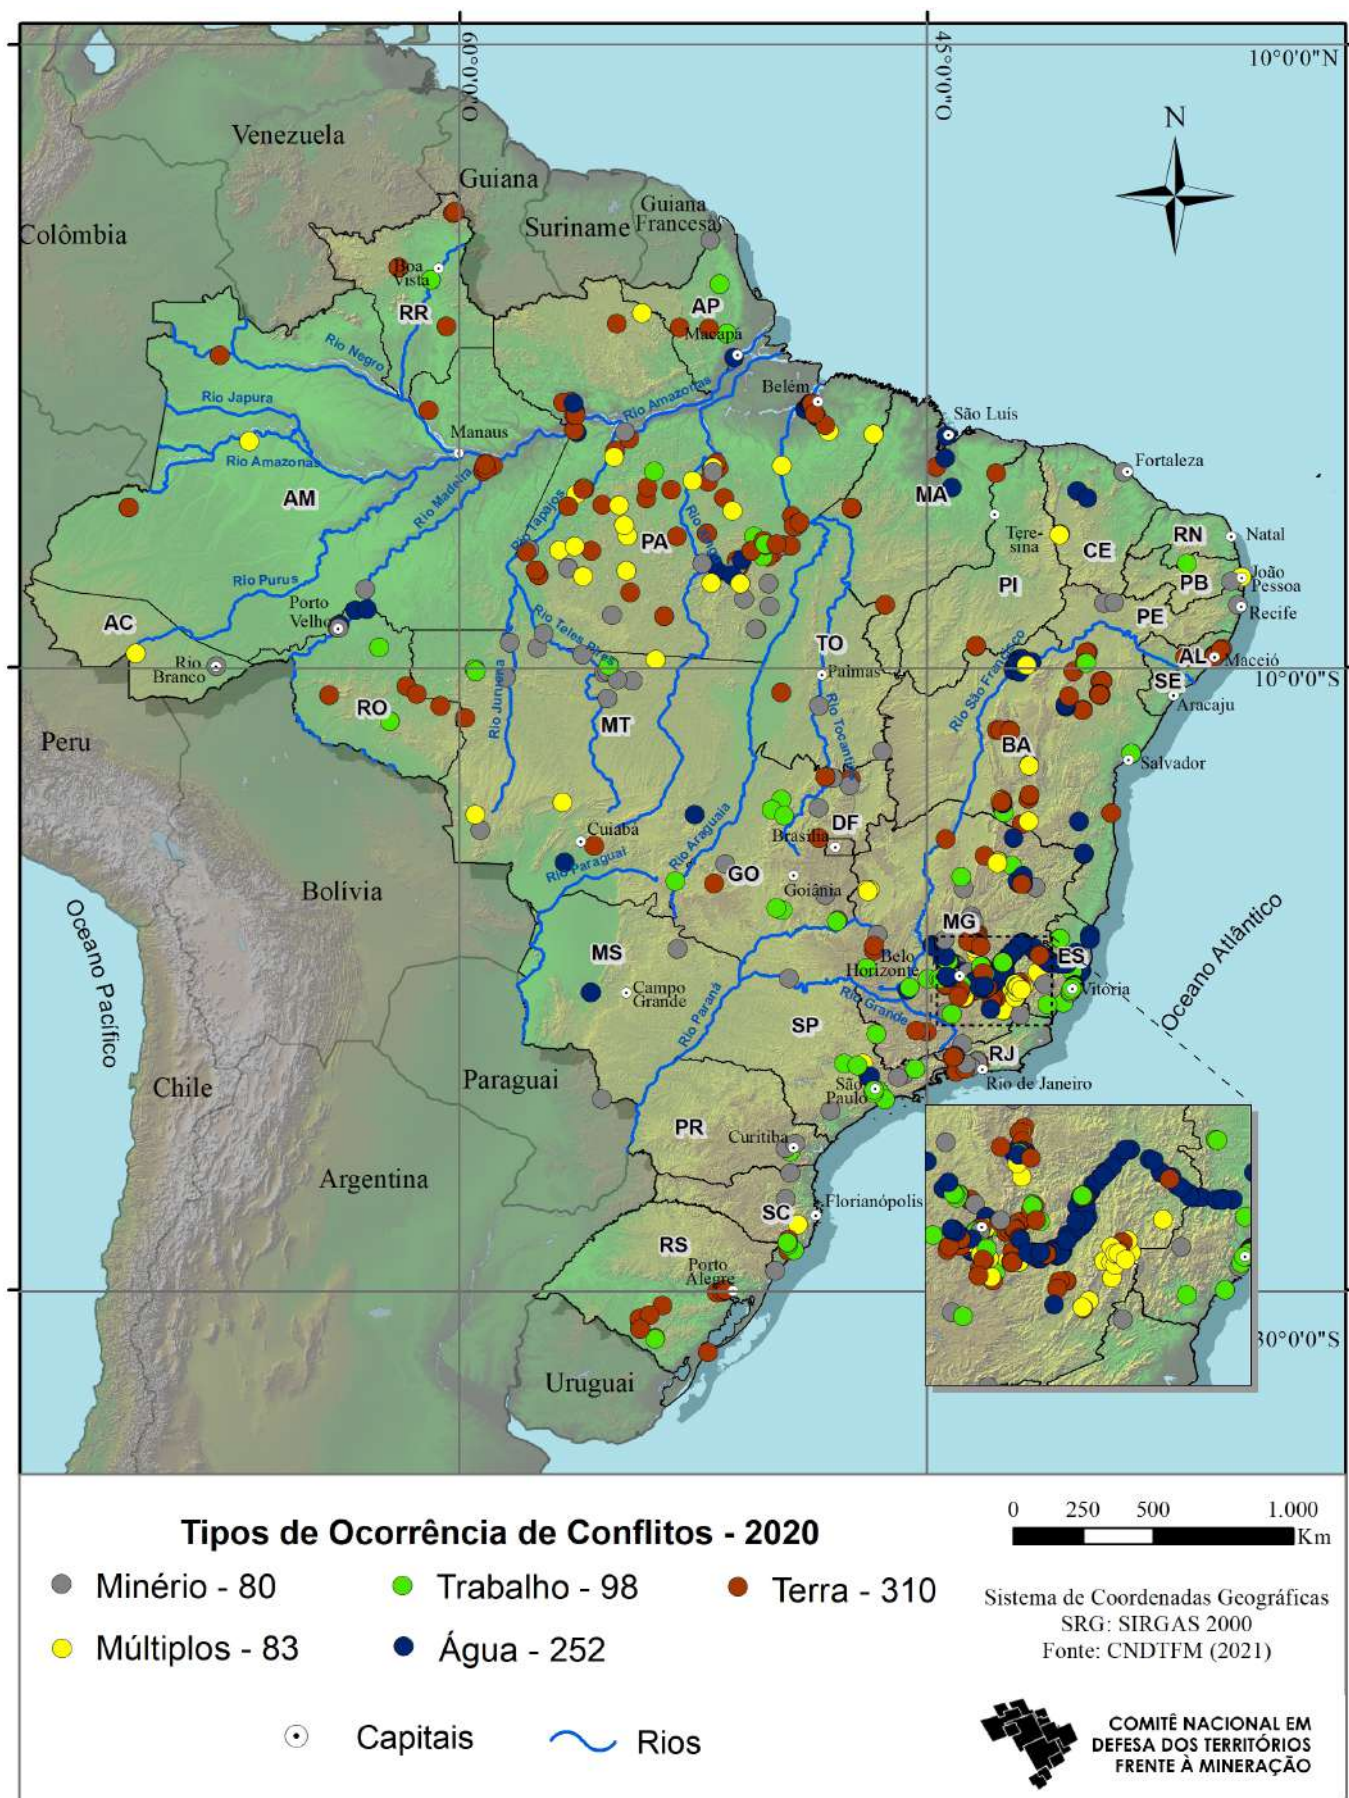 10°0'0"N
60°0'0"O
45°0'0"O
N
Venezuela
Guiana
Suriname
Guiana
Francesa
Colômbia
Boa
Vista
RR
AP
Macapá
Rio Negro
Rio Japura
Rio Amazonas
Belém
São Luís
Manaus
Rio Amazonas
Fortaleza
AM
Rio Madeira
MA
Rio Tapajos
PA
Tere-
sina
CE
RN
Natal
PI
PB
João
Pessoa
Rio Purus
Porto
Velho
PE
Recife
AC
Rio Teles Pires
TO
Rio
Branco
AL
Maceió
Palmas
10°0'0"S
SE
Aracaju
RO
Rio Juruena
MT
Rio São Francisco
Peru
BA
Salvador
Cuiaba
Rio Paraguai
Rio Araguaia
DF
Brasília
GO
Goiânia
Bolívia
MG
Oceano Atlântico
Oceano Pacífico
MS
Belo
Horizonte
ES
Vitória
Campo
Grande
Rio Paraná
Rio Grande
SP
RJ
Rio de Janeiro
Chile
Paraguai
São
Paulo
PR
Curitiba
Argentina
SC
Florianópolis
RS
Porto
Alegre
30°0'0"S
Uruguai
Tipos de Ocorrência de Conflitos - 2020
Minério - 80
Trabalho - 98
Terra - 310
Múltiplos - 83
Água - 252
Capitais
Rios
0 250 500 1.000
Km
Sistema de Coordenadas Geográficas
SRG: SIRGAS 2000
Fonte: CNDTFM (2021)
COMITÊ NACIONAL EM
DEFESA DOS TERRITÓRIOS
FRENTE À MINERAÇÃO